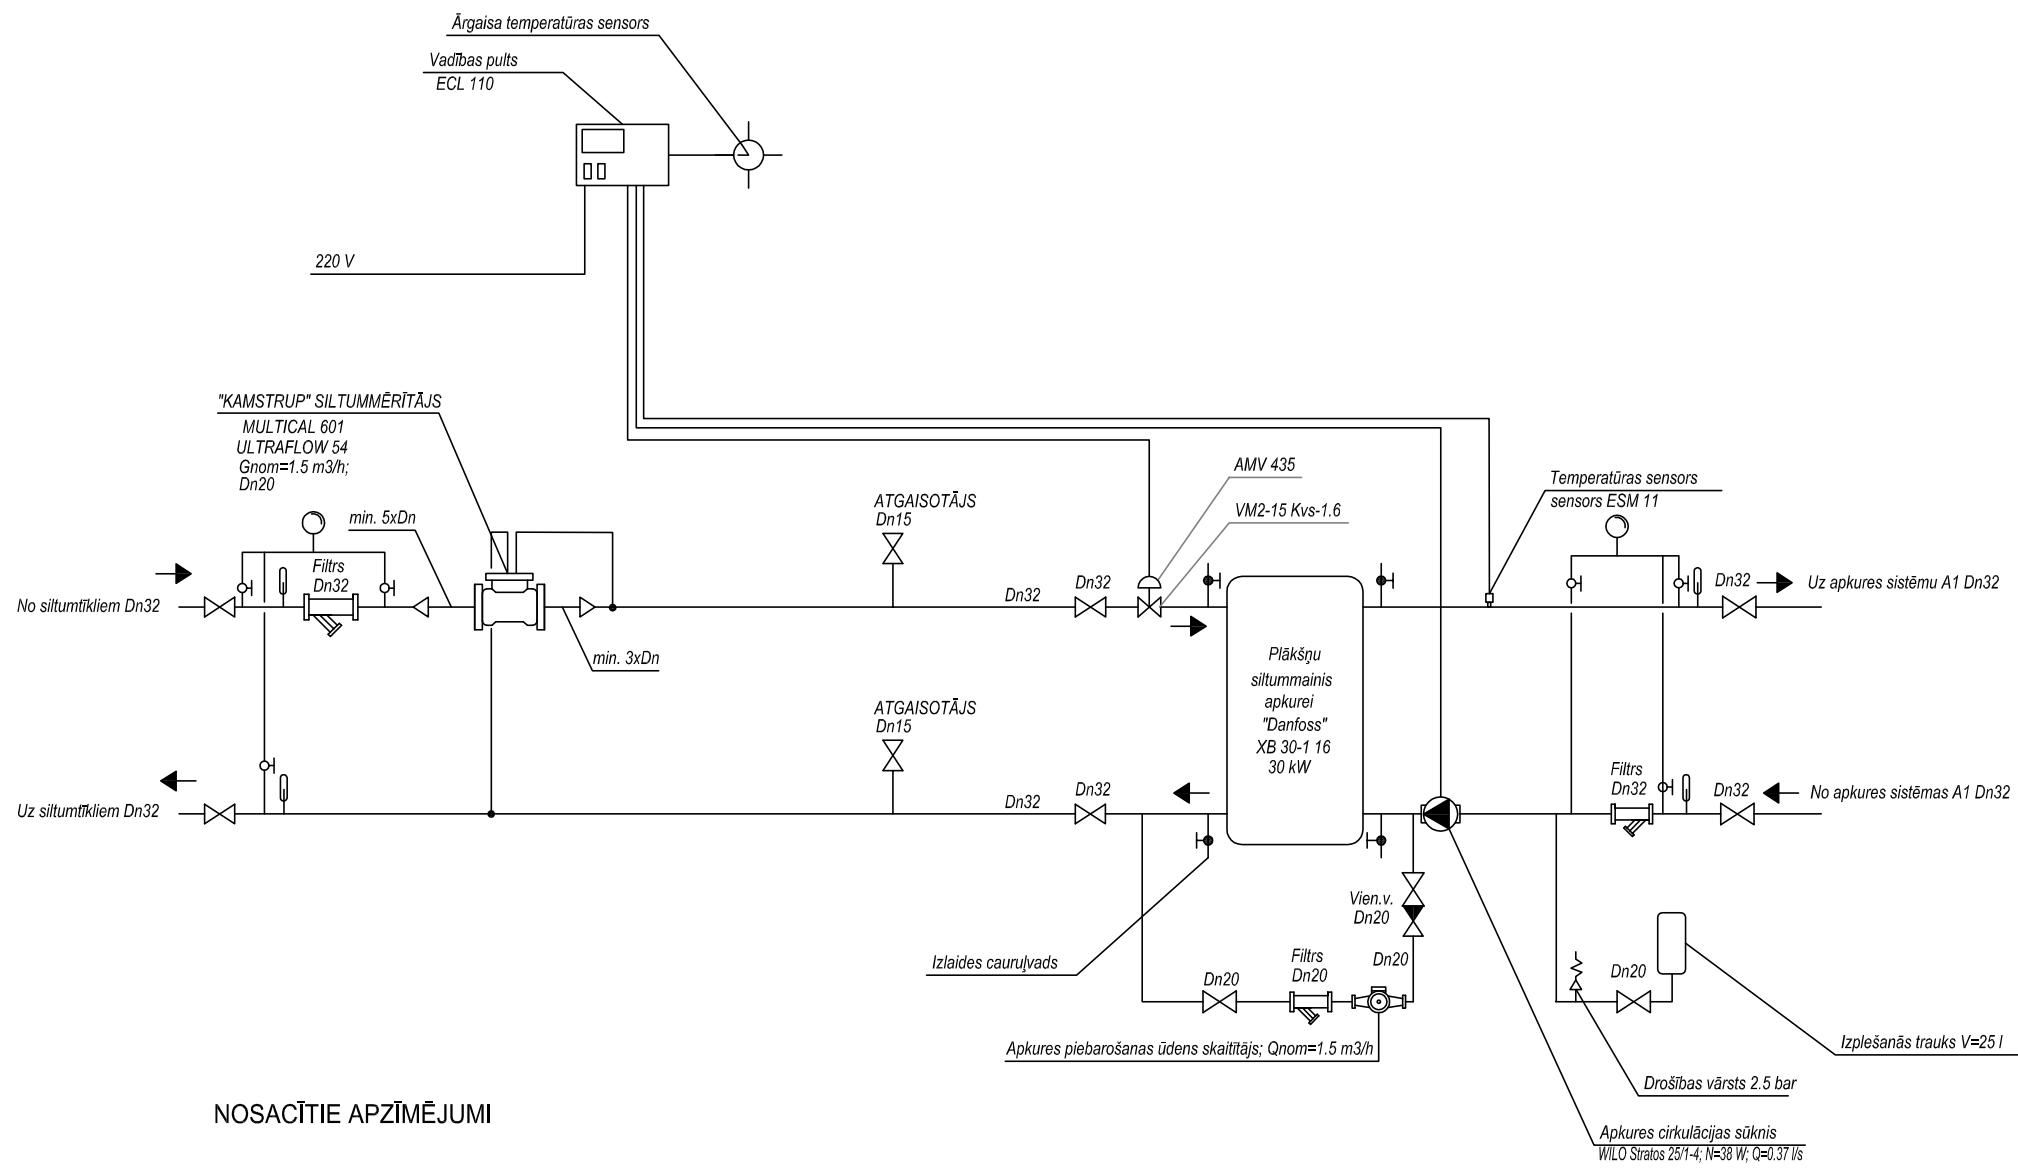 Ārgaisa temperatūras sensors
Vadības pults
ECL 110
220 V
"KAMSTRUP" SILTUMMĒRĪTĀJS
MULTICAL 601
ULTRAFLOW 54
Gnom=1.5 m3/h;
Dn20
min. 5xDn
Filtrs
Dn32
No siltumtīkliem Dn32
min. 3xDn
ATGAISOTĀJS
Dn15
Dn32
Dn32
AMV 435
VM2-15 Kvs-1.6
Temperatūras sensors
sensors ESM 11
Dn32
Uz apkures sistēmu A1 Dn32
Plākšņu
siltummainis
apkurei
"Danfoss"
XB 30-1 16
30 kW
ATGAISOTĀJS
Dn15
Uz siltumtīkliem Dn32
Dn32
Dn32
Filtrs
Dn32
Dn32
No apkures sistēmas A1 Dn32
Vien.v.
Dn20
Izlaides cauruļvads
Dn20
Filtrs
Dn20
Dn20
Dn20
Apkures piebarošanas ūdens skaitītājs; Qnom=1.5 m3/h
Izplešanās trauks V=25 l
Drošības vārsts 2.5 bar
Apkures cirkulācijas sūknis
WILO Stratos 25/1-4; N=38 W; Q=0.37 l/s
NOSACĪTIE APZĪMĒJUMI